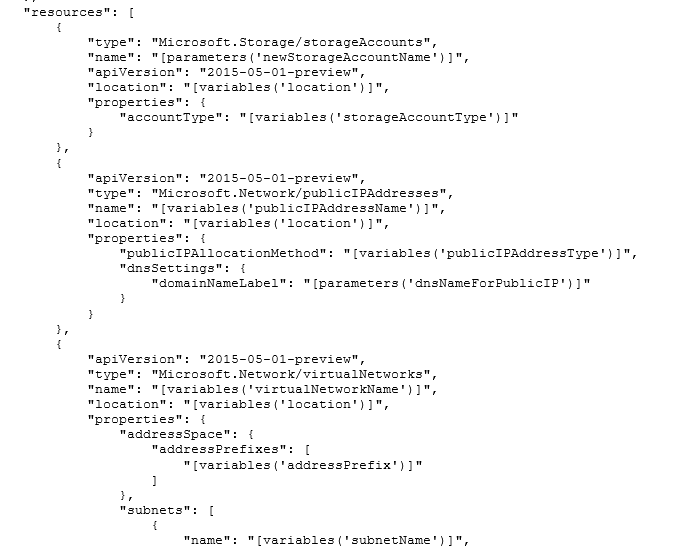 "resources": [
{
"type": "Microsoft.Storage/storageAccounts",
"name": "[parameters('newStorageAccountName')]",
"apiVersion": "2015-05-01-preview",
"location": "[variables('location')]",
"properties": {
"accountType": "[variables('storageAccountType')]"
}
},
{
"apiVersion": "2015-05-01-preview",
"type": "Microsoft.Network/publicIPAddresses",
"name": "[variables('publicIPAddressName')]",
"location": "[variables('location')]",
"properties": {
"publicIPAllocationMethod": "[variables('publicIPAddressType')]",
"dnsSettings": {
"domainNameLabel": "[parameters('dnsNameForPublicIP')]"
}
}
},
{
"apiVersion": "2015-05-01-preview",
"type": "Microsoft.Network/virtualNetworks",
"name": "[variables('virtualNetworkName')]",
"location": "[variables('location')]",
"properties": {
"addressSpace": {
"addressPrefixes": [
"[variables('addressPrefix')]"
]
},
"subnets": [
{
"name": "[variables('subnetName')]",